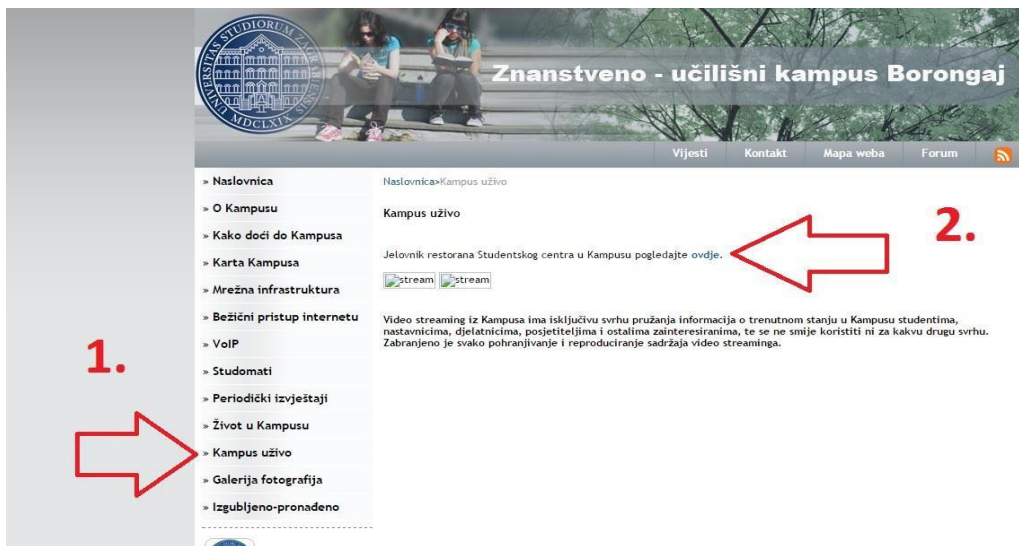 UNIVERSITAS STUDIORUM ZAGRABIENSIS
MDCLXIX
Znanstveno - učilišni kampus Borongaj
Vijesti Kontakt Mapa weba Forum
» Naslovnica
» O Kampusu
» Kako doći do Kampusa
» Karta Kampusa
» Mrežna infrastruktura
» Bežični pristup internetu
» VoIP
» Studomati
» Periodički izvještaji
» Život u Kampusu
» Kampus uživo
» Galerija fotografija
» Izgubljeno-pronađeno
1.
Naslovnica»Kampus uživo
Kampus uživo
2.
Jelovnik restorana Studentskog centra u Kampusu pogledajte ovdje.
stream stream
Video streaming iz Kampusa ima isključivu svrhu pružanja informacija o trenutnom stanju u Kampusu studentima,
nastavnicima, djelatnicima, posjetiteljima i ostalima zainteresiranima, te se ne smije koristiti ni za kakvu drugu svrhu.
Zabranjeno je svako pohranjivanje i reproduciranje sadržaja video streaminga.